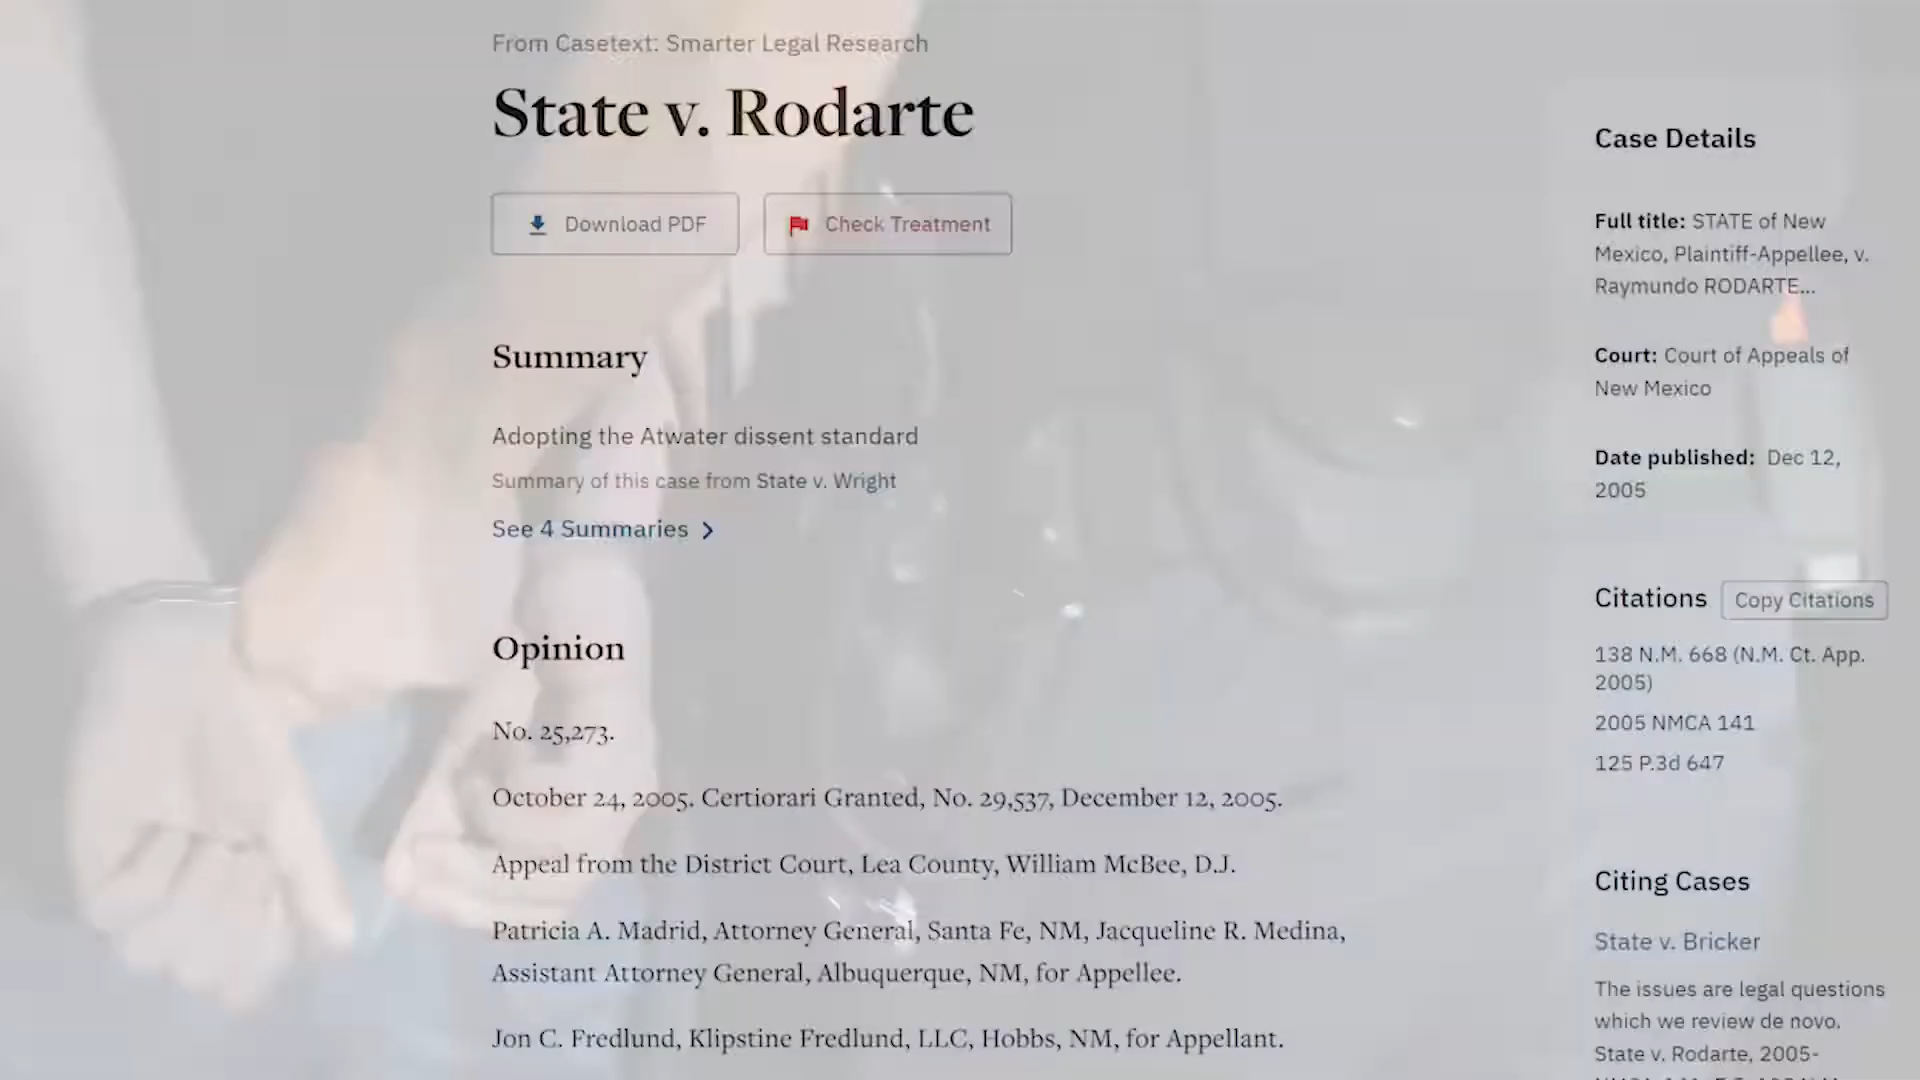 From Casetext: Smarter Legal Research
State v. Rodarte
Download PDF
Check Treatment
Summary
Adopting the Atwater dissent standard
Summary of this case from State v. Wright
See 4 Summaries
Opinion
No. 25,273.
October 24, 2005. Certiorari Granted, No. 29,537, December 12, 2005.
Appeal from the District Court, Lea County, William McBee, D.J.
Patricia A. Madrid, Attorney General, Santa Fe, NM, Jacqueline R. Medina,
Assistant Attorney General, Albuquerque, NM, for Appellee.
Jon C. Fredlund, Klipstine Fredlund, LLC, Hobbs, NM, for Appellant.
Case Details
Full title: STATE of New
Mexico, Plaintiff-Appellee, v.
Raymundo RODARTE...
Court: Court of Appeals of
New Mexico
Date published: Dec 12,
2005
Citations
Copy Citations
138 N.M. 668 (N.M. Ct. App.
2005)
2005 NMCA 141
125 P.3d 647
Citing Cases
State v. Bricker
The issues are legal questions
which we review de novo.
State v. Rodarte, 2005-